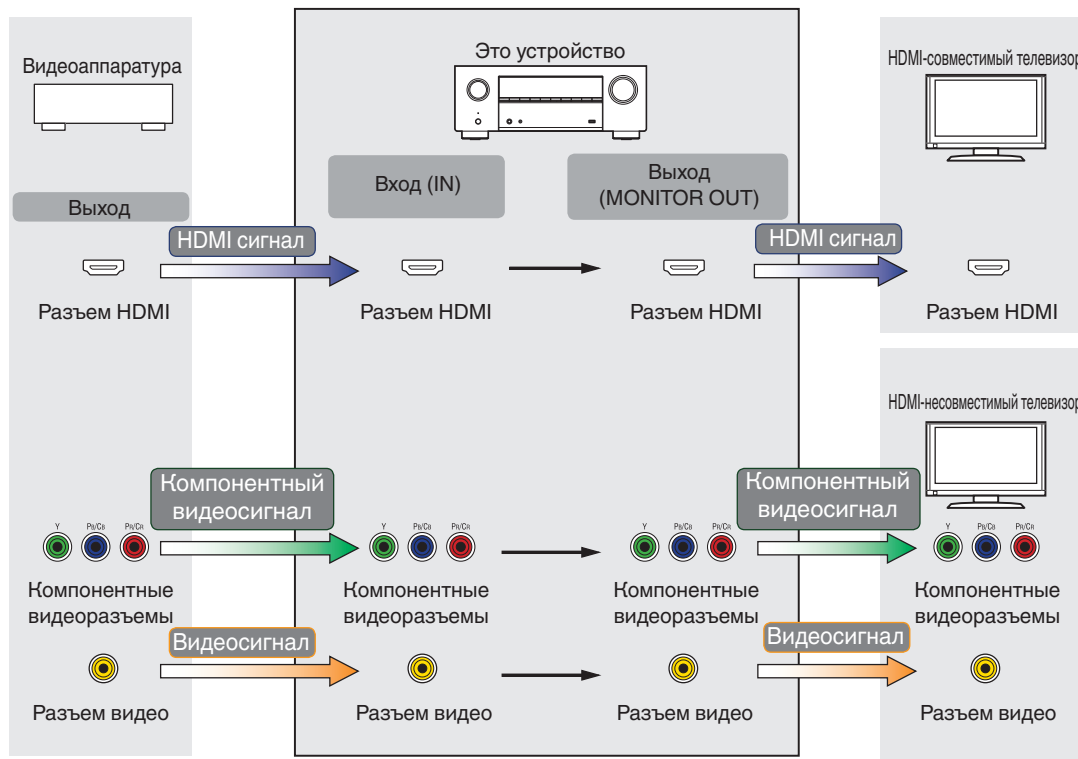 Видеоаппаратура
Это устройство
HDMI-совместимый телевизор
Выход
Вход (IN)
Выход
(MONITOR OUT)
HDMI сигнал
HDMI сигнал
Разъем HDMI
Разъем HDMI
Разъем HDMI
Разъем HDMI
HDMI-несовместимый телевизор
Компонентный
видеосигнал
Компонентный
видеосигнал
Y PB/CB PR/CR
Y PB/CB PR/CR
Y PB/CB PR/CR
Y PB/CB PR/CR
Компонентные
видеоразъемы
Компонентные
видеоразъемы
Компонентные
видеоразъемы
Компонентные
видеоразъемы
Видеосигнал
Видеосигнал
Разъем видео
Разъем видео
Разъем видео
Разъем видео